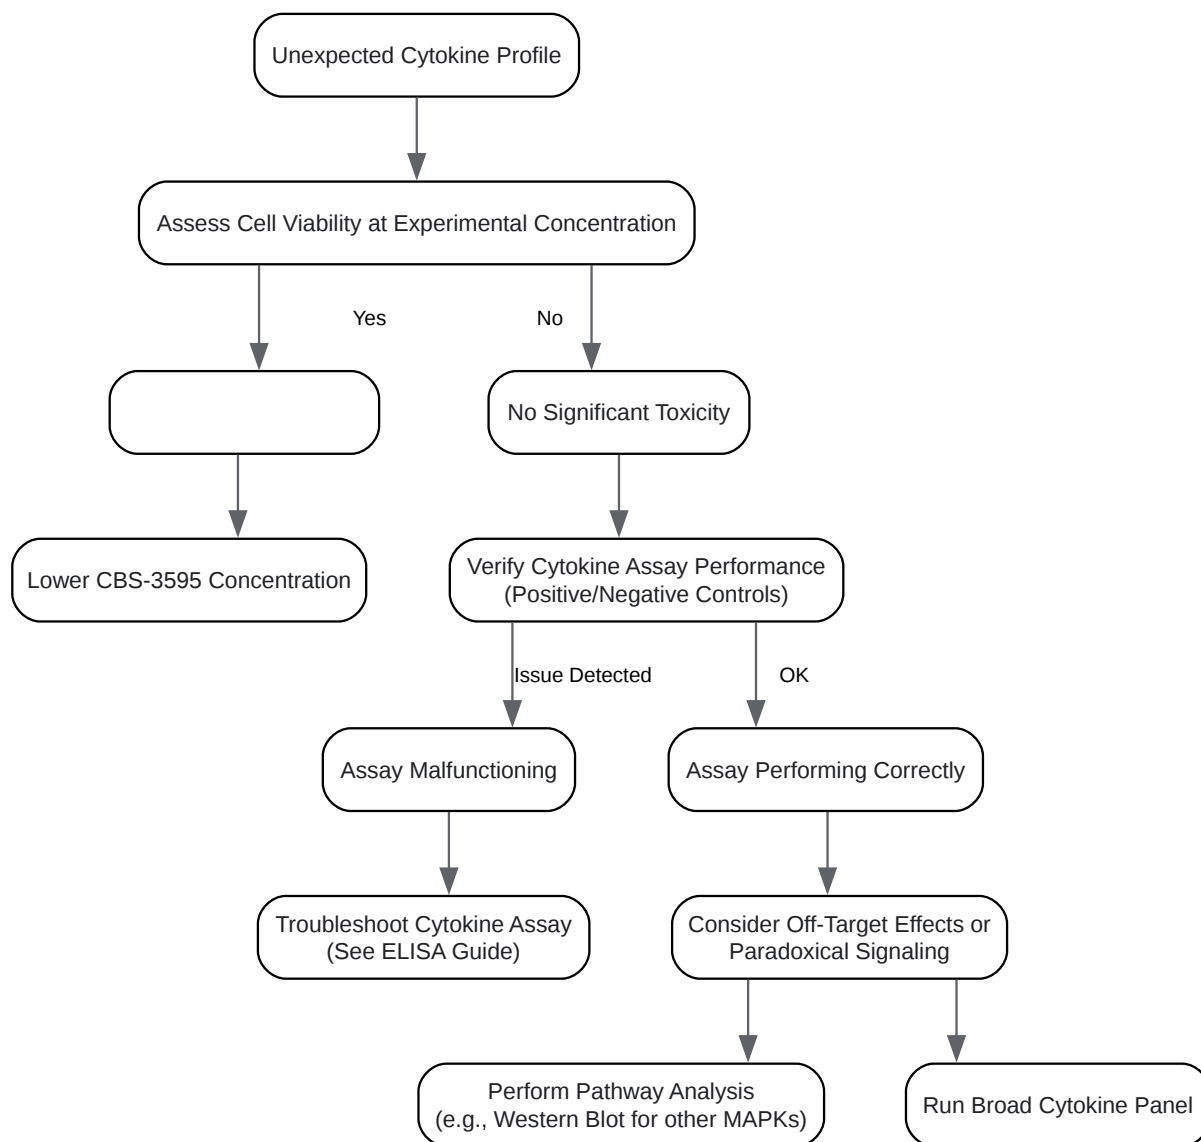 Unexpected Cytokine Profile
Assess Cell Viability at Experimental Concentration
Yes
No
No Significant Toxicity
Lower CBS-3595 Concentration
Verify Cytokine Assay Performance
(Positive/Negative Controls)
Issue Detected
OK
Assay Malfunctioning
Assay Performing Correctly
Troubleshoot Cytokine Assay
(See ELISA Guide)
Consider Off-Target Effects or
Paradoxical Signaling
Perform Pathway Analysis
(e.g., Western Blot for other MAPKs)
Run Broad Cytokine Panel